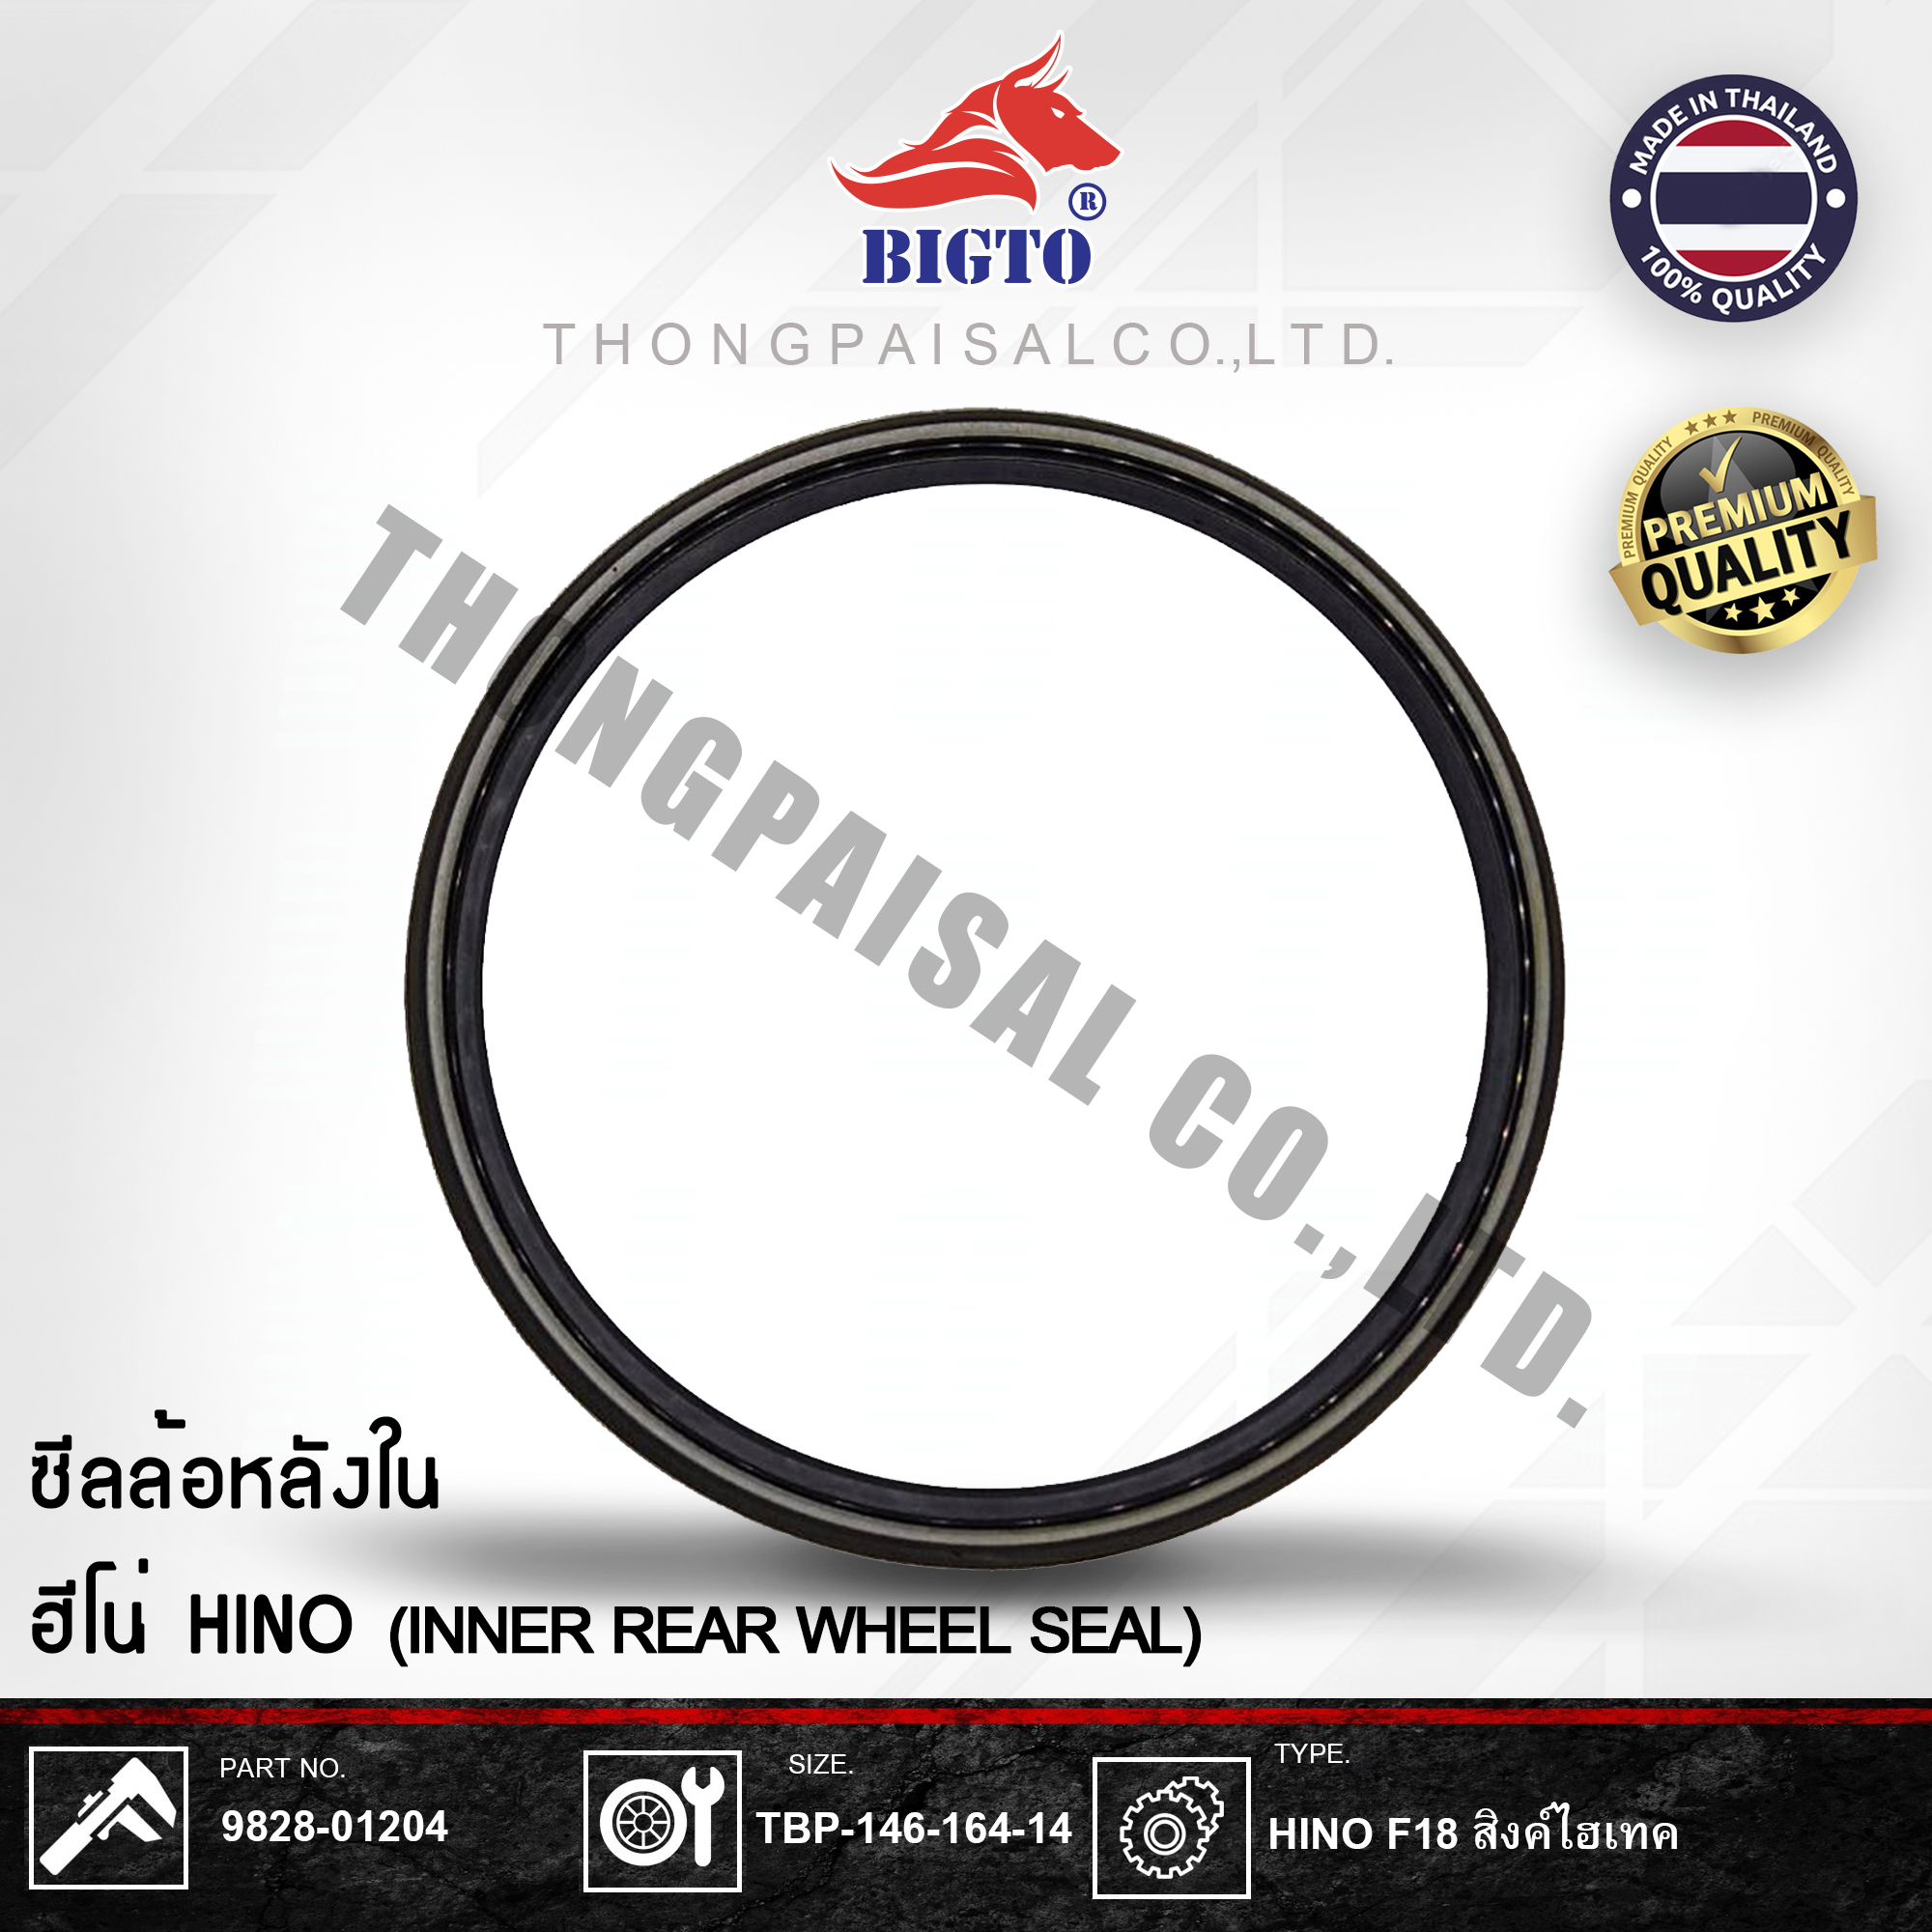 BIGTO ®
THONGPAISALCO.,LTD.
MADE IN THAILAND
100% QUALITY
PREMIUM QUALITY ★★★ PREMIUM QUALITY
PREMIUM
QUALITY
THONGPAISAL CO.,LTD.
ซีลล้อหลังใน
ฮีโน่ HINO (INNER REAR WHEEL SEAL)
PART NO.
9828-01204
SIZE.
TBP-146-164-14
TYPE.
HINO F18 สิงค์ไฮเทค